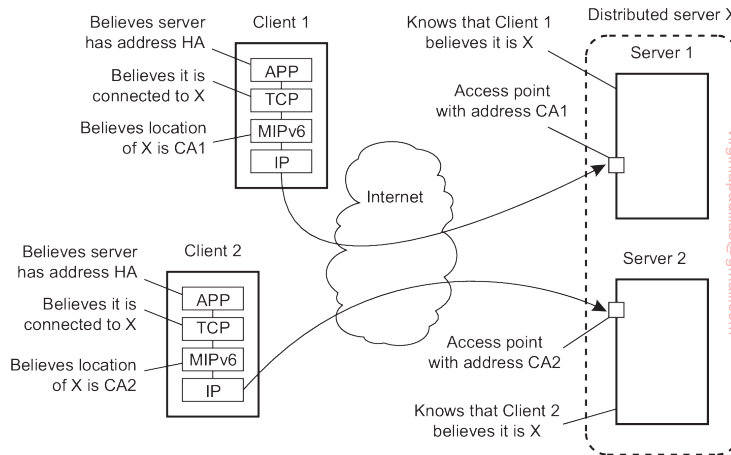 Believes server
has address HA
Client 1
Knows that Client 1
believes it is X
Distributed server X
Server 1
APP
Believes it is
connected to X
TCP
Access point
with address CA1
Believes location
of X is CA1
MIPv6
IP
Internet
Believes server
has address HA
Client 2
Server 2
APP
Believes it is
connected to X
TCP
Believes location
of X is CA2
MIPv6
IP
Access point
with address CA2
Knows that Client 2
believes it is X